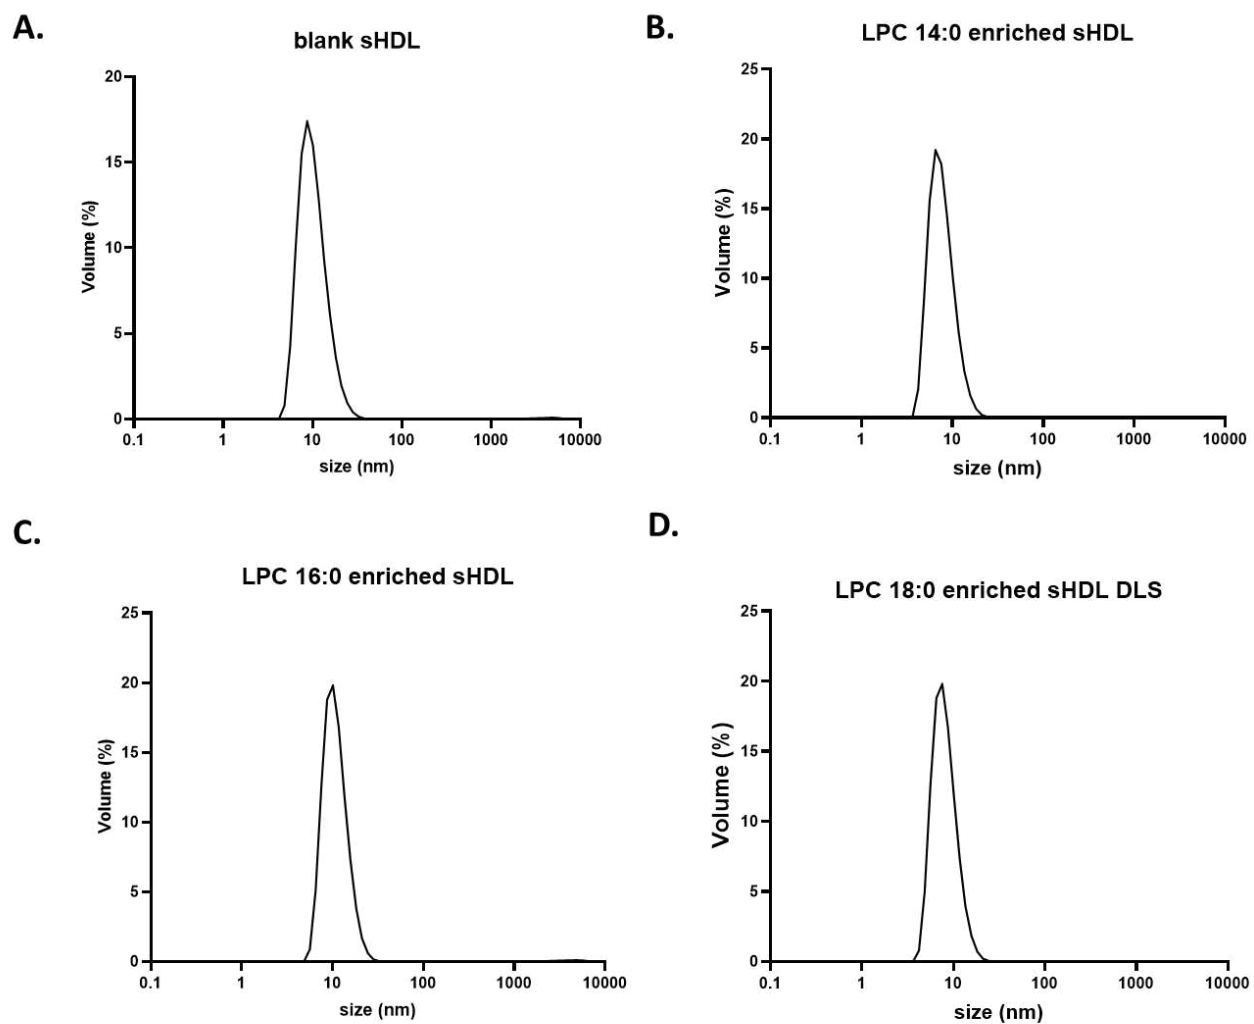 A.
blank sHDL
20
15
10
5
0
Volume (%)
0.1 1 10 100 1000 10000
size (nm)
B.
LPC 14:0 enriched sHDL
25
20
15
10
5
0
Volume (%)
0.1 1 10 100 1000 10000
size (nm)
C.
LPC 16:0 enriched sHDL
25
20
15
10
5
0
Volume (%)
0.1 1 10 100 1000 10000
size (nm)
D.
LPC 18:0 enriched sHDL DLS
25
20
15
10
5
0
Volume (%)
0.1 1 10 100 1000 10000
size (nm)